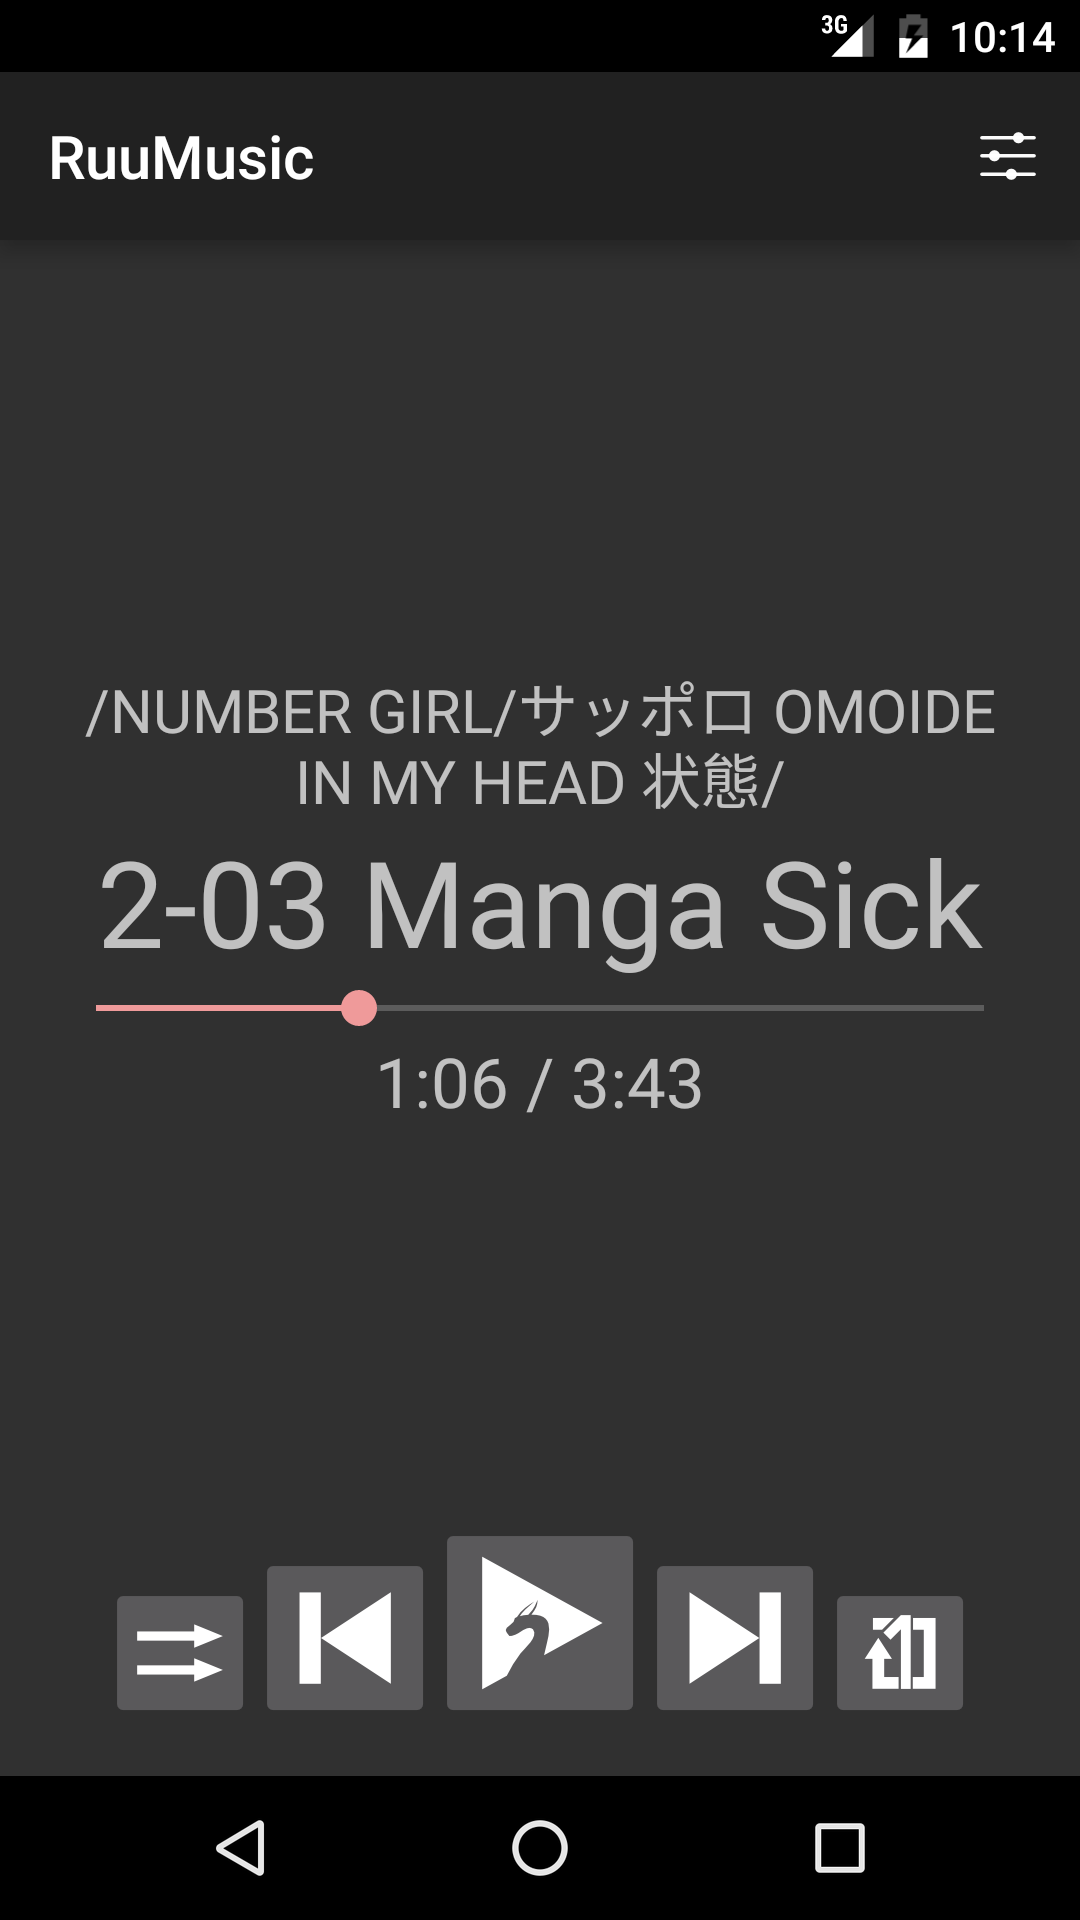 3G 10:14
RuuMusic
/NUMBER GIRL/サッポロ OMOIDE
IN MY HEAD 状態/
2-03 Manga Sick
1:06 / 3:43
1